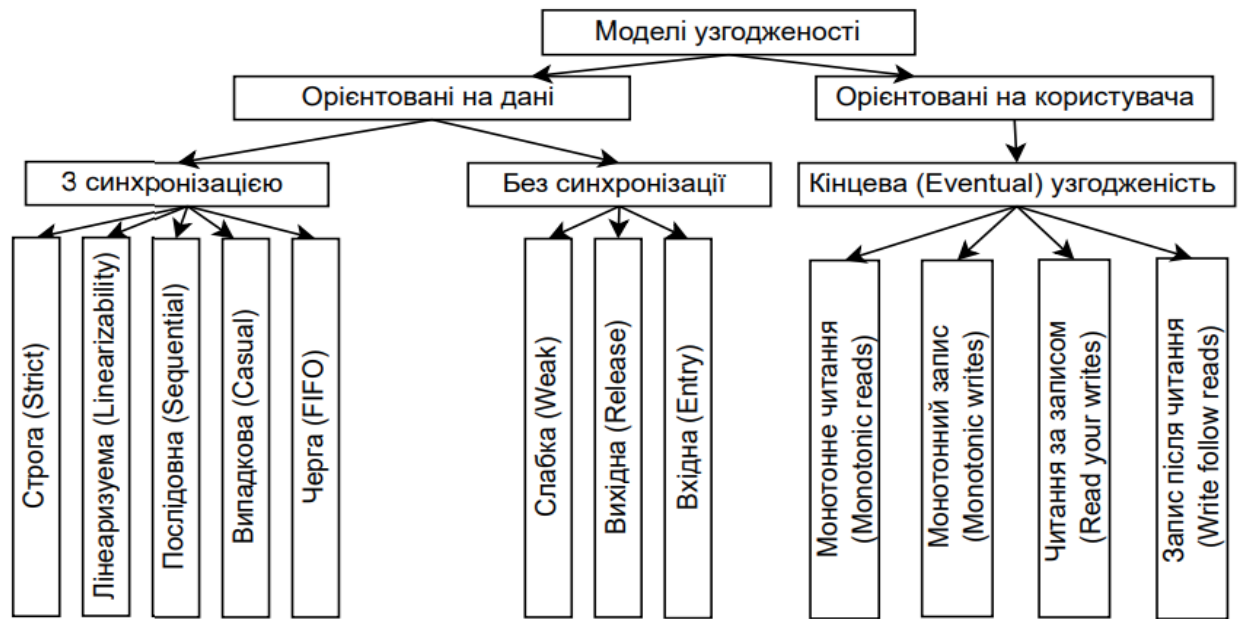 Моделі узгодженості
Орієнтовані на дані
Орієнтовані на користувача
З синхронізацією
Без синхронізації
Кінцева (Eventual) узгодженість
Строга (Strict)
Лінеаризуема (Linearizability)
Послідовна (Sequential)
Випадкова (Casual)
Черга (FIFO)
Слабка (Weak)
Вихідна (Release)
Вхідна (Entry)
Монотонне читання
(Monotonic reads)
Монотонний запис
(Monotonic writes)
Читання за записом
(Read your writes)
Запис після читання
(Write follow reads)